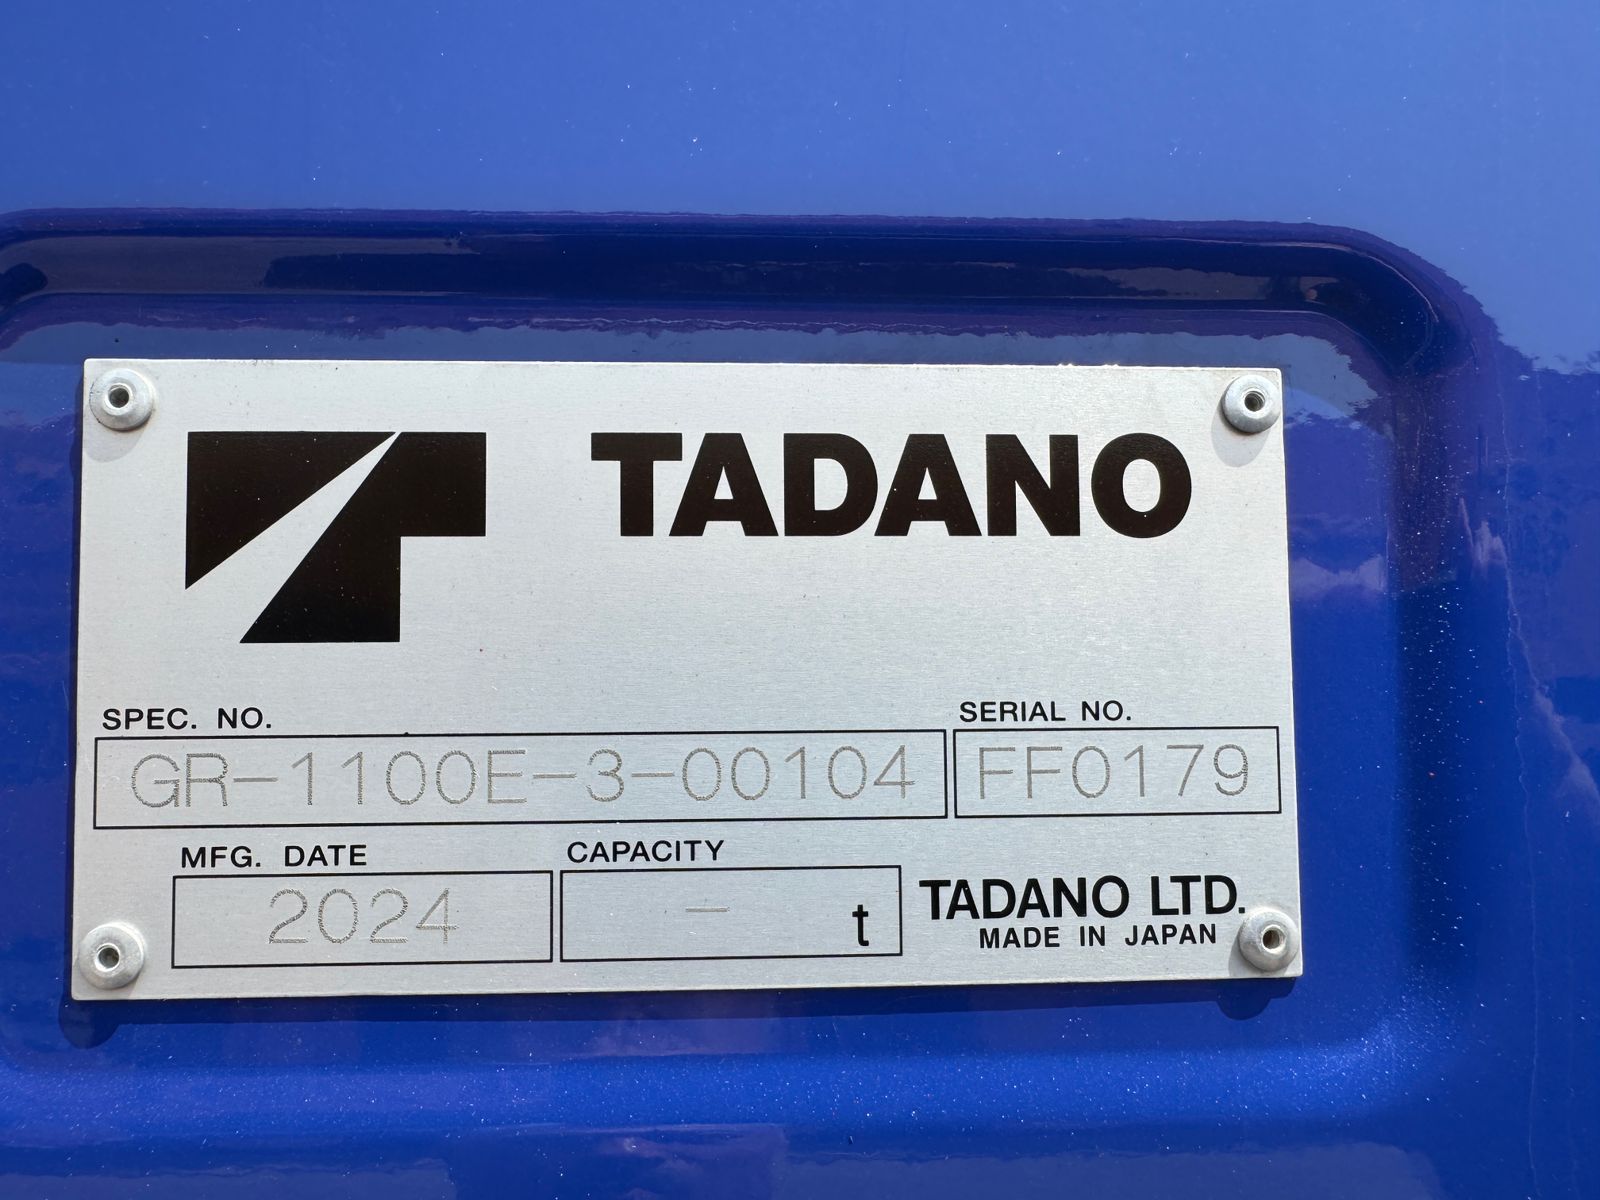 TADANO
SPEC. NO.
GR-1100E-3-00104
SERIAL NO.
FF0179
MFG. DATE
2024
CAPACITY
- t
TADANO LTD.
MADE IN JAPAN